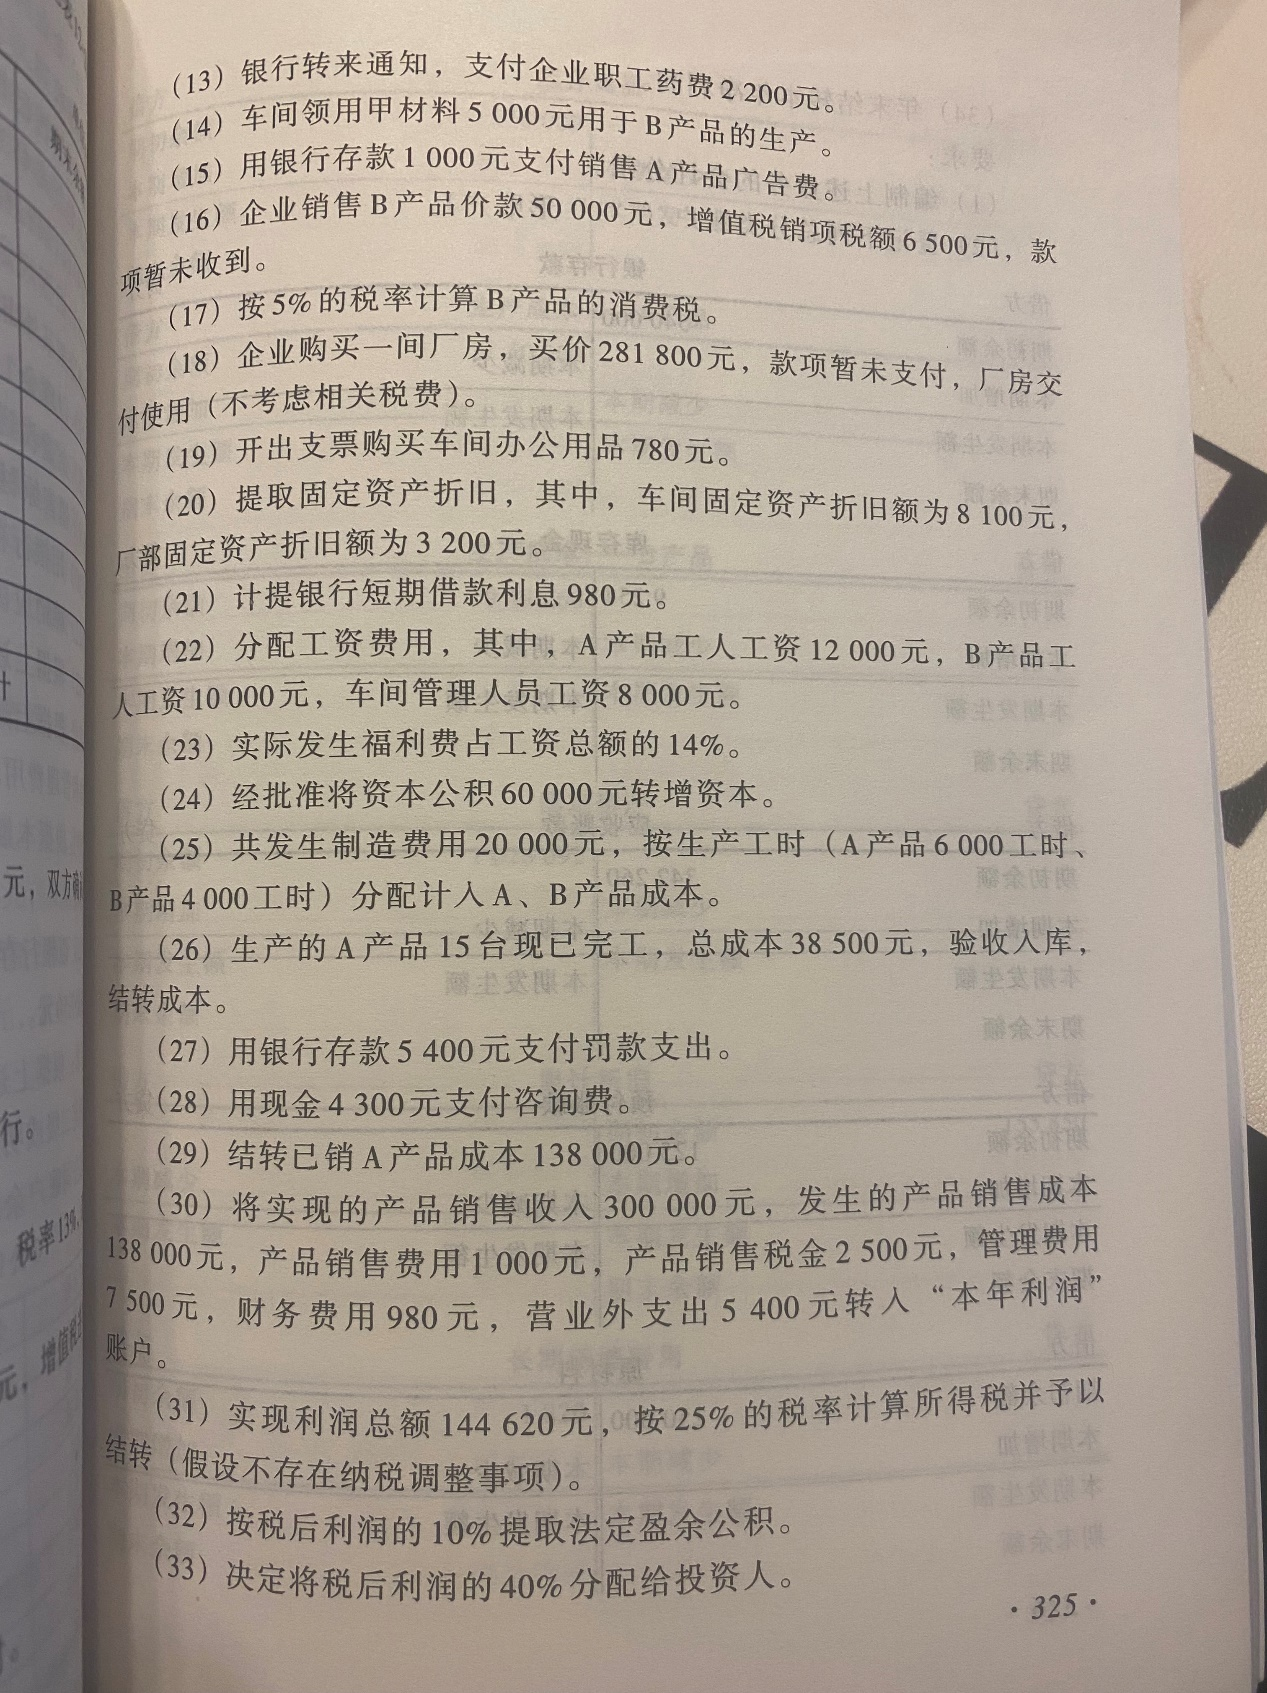 (13) 银行转来通知，支付企业职工药费2 200元。
(14) 车间领用甲材料5 000元用于B产品的生产。
(15) 用银行存款1 000元支付销售A产品广告费。
(16) 企业销售B产品价款50 000元，增值税销项税额6 500元，款
项暂未收到。
(17) 按5%的税率计算B产品的消费税。
(18) 企业购买一间厂房，买价281 800元，款项暂未支付，厂房交
付使用（不考虑相关税费）。
(19) 开出支票购买车间办公用品780元。
(20) 提取固定资产折旧，其中，车间固定资产折旧额为8 100元，
厂部固定资产折旧额为3 200元。
(21) 计提银行短期借款利息980元。
(22) 分配工资费用，其中，A产品工人工资12 000元，B产品工
人工资10 000元，车间管理人员工资8 000元。
(23) 实际发生福利费占工资总额的14%。
(24) 经批准将资本公积60 000元转增资本。
(25) 共发生制造费用20 000元，按生产工时（A产品6 000工时、
B产品4 000工时）分配计入A、B产品成本。
(26) 生产的A产品15台现已完工，总成本38 500元，验收入库，
结转成本。
(27) 用银行存款5 400元支付罚款支出。
(28) 用现金4 300元支付咨询费。
(29) 结转已销A产品成本138 000元。
(30) 将实现的产品销售收入300 000元，发生的产品销售成本
138 000元，产品销售费用1 000元，产品销售税金2 500元，管理费用
7 500元，财务费用980元，营业外支出5 400元转入“本年利润”
账户。
(31) 实现利润总额144 620元，按25%的税率计算所得税并予以
结转（假设不存在纳税调整事项）。
(32) 按税后利润的10%提取法定盈余公积。
(33) 决定将税后利润的40%分配给投资人。
·325·
元，双方
行。
税率13%
元，增值税